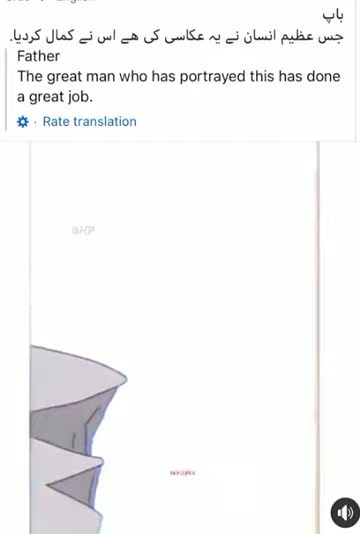 باپ
جس عظیم انسان نے یہ عکاسی کی ھے اس نے کمال کردیا.
Father
The great man who has portrayed this has done
a great job.
Rate translation